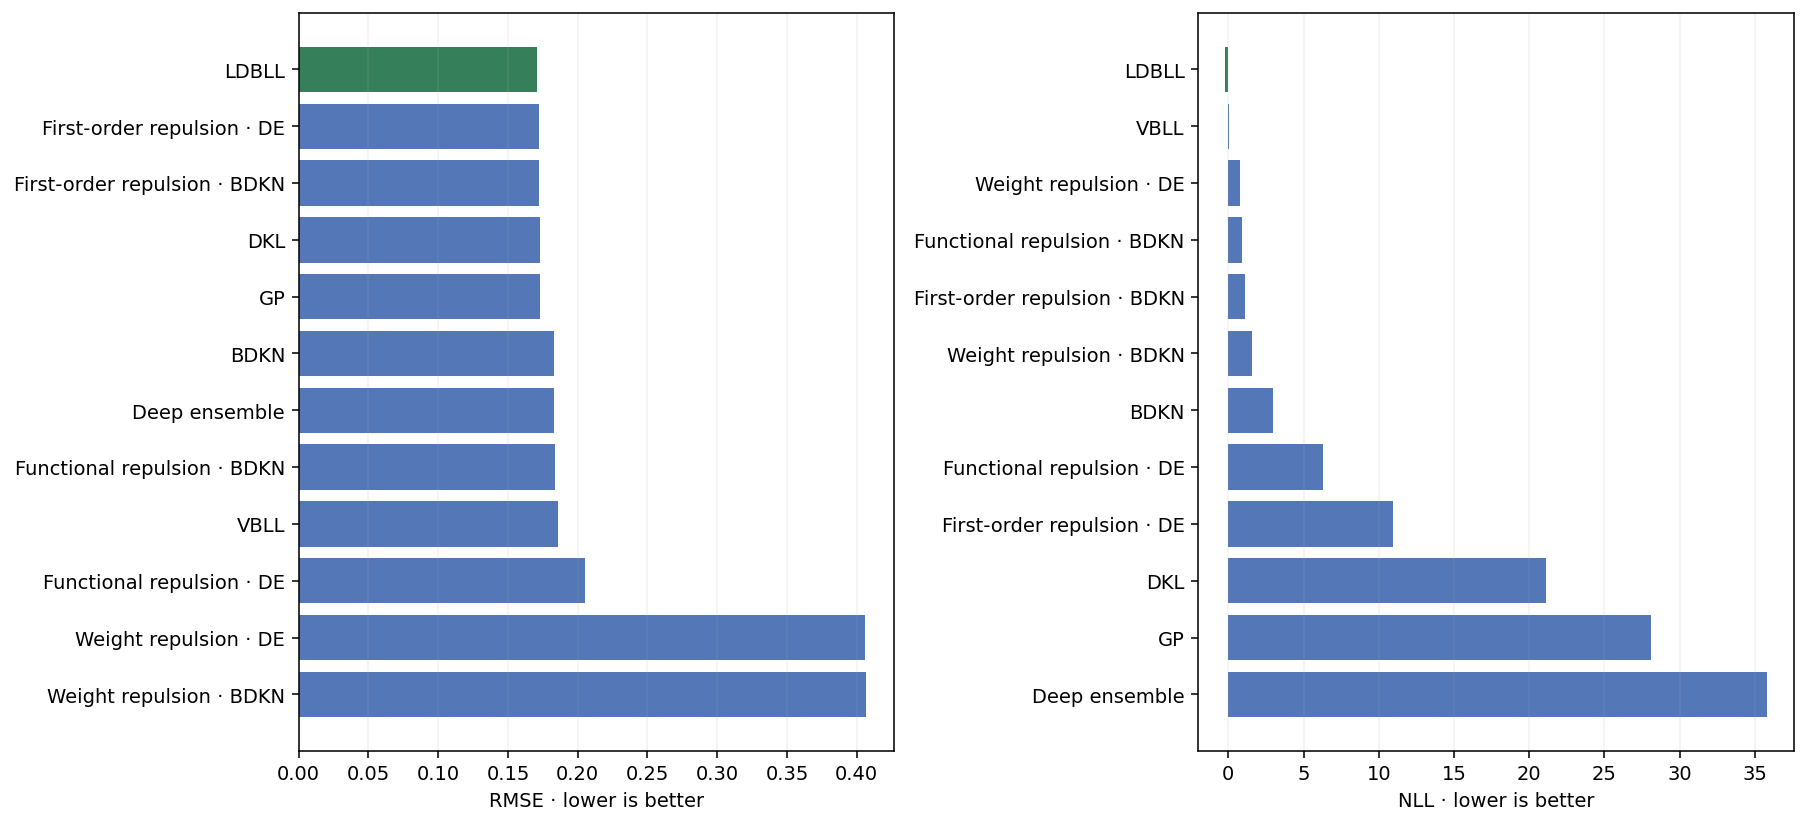 LDBLL
First-order repulsion · DE
First-order repulsion · BDKN
DKL
GP
BDKN
Deep ensemble
Functional repulsion · BDKN
VBLL
Functional repulsion · DE
Weight repulsion · DE
Weight repulsion · BDKN
0.00 0.05 0.10 0.15 0.20 0.25 0.30 0.35 0.40
RMSE · lower is better
LDBLL
VBLL
Weight repulsion · DE
Functional repulsion · BDKN
First-order repulsion · BDKN
Weight repulsion · BDKN
BDKN
Functional repulsion · DE
First-order repulsion · DE
DKL
GP
Deep ensemble
0 5 10 15 20 25 30 35
NLL · lower is better